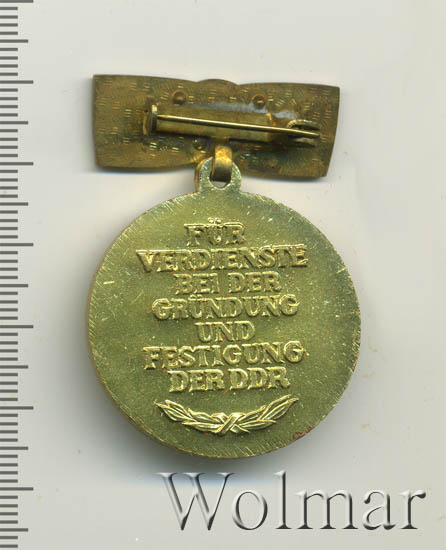 FÜR
VERDIENSTE
BEI DER
GRÜNDUNG
UND
FESTIGUNG
DER DDR
Wolmar